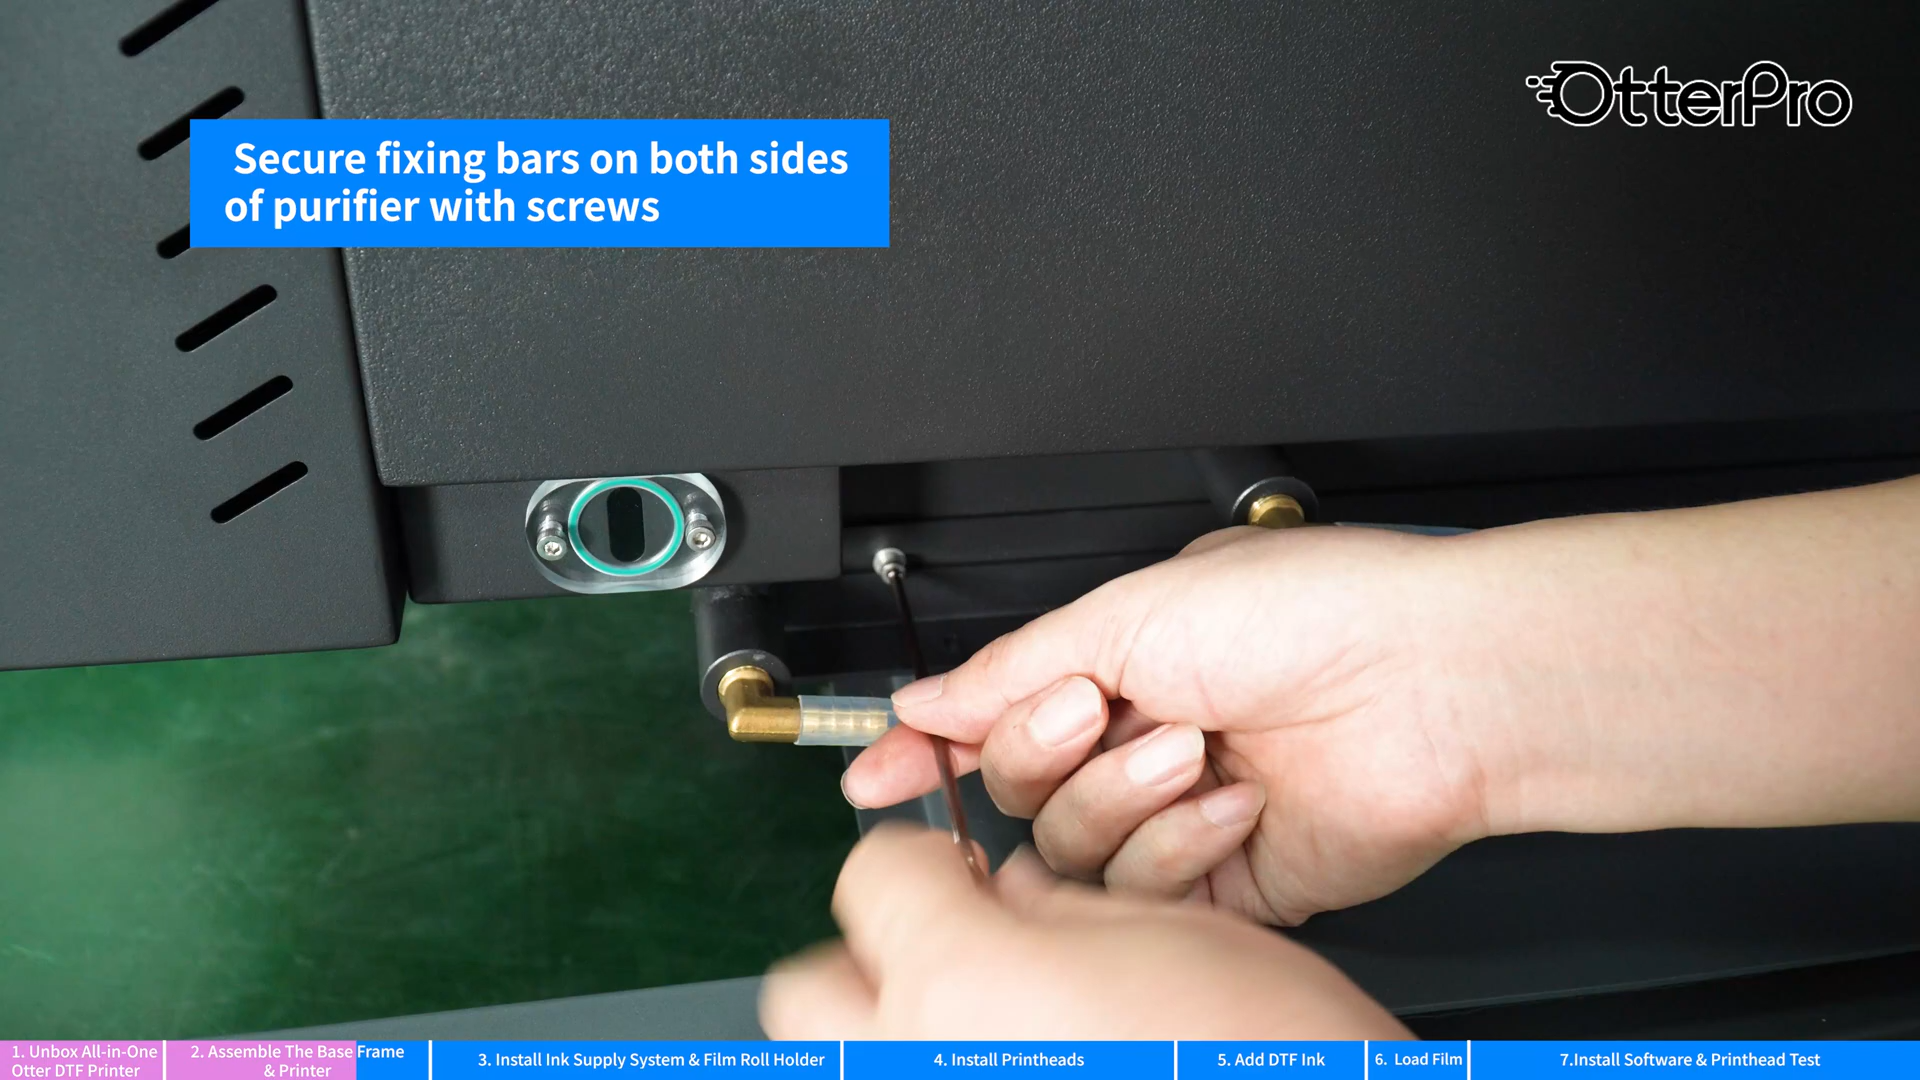 OtterPro
Secure fixing bars on both sides
of purifier with screws
1. Unbox All-in-One
Otter DTF Printer
2. Assemble The Base Frame
& Printer
3. Install Ink Supply System & Film Roll Holder
4. Install Printheads
5. Add DTF Ink
6. Load Film
7.Install Software & Printhead Test